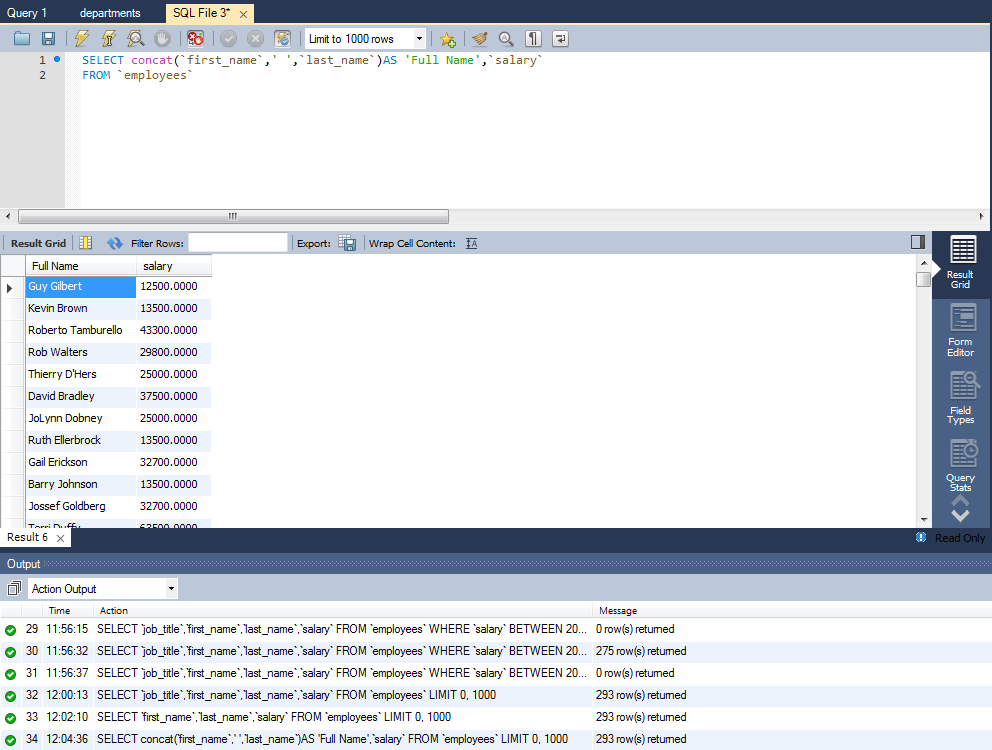 Query 1 departments SQL File 3*
Limit to 1000 rows
1 SELECT concat(`first_name`,' ',`last_name`)AS 'Full Name',`salary`
2 FROM `employees`
Result Grid Filter Rows: Export: Wrap Cell Content:
Full Name salary
Guy Gilbert 12500.0000
Kevin Brown 13500.0000
Roberto Tamburello 43300.0000
Rob Walters 29800.0000
Thierry D'Hers 25000.0000
David Bradley 37500.0000
JoLynn Dobney 25000.0000
Ruth Ellerbrock 13500.0000
Gail Erickson 32700.0000
Barry Johnson 13500.0000
Jossef Goldberg 32700.0000
Terri Duffy 63500.0000
Result
Grid
Form
Editor
Field
Types
Query
Stats
Result 6 Read Only
Output
Action Output
Time Action Message
29 11:56:15 SELECT `job_title`,`first_name`,`last_name`,`salary` FROM `employees` WHERE `salary` BETWEEN 20... 0 row(s) returned
30 11:56:32 SELECT `job_title`,`first_name`,`last_name`,`salary` FROM `employees` WHERE `salary` BETWEEN 20... 275 row(s) returned
31 11:56:37 SELECT `job_title`,`first_name`,`last_name`,`salary` FROM `employees` WHERE `salary` BETWEEN 20... 0 row(s) returned
32 12:00:13 SELECT `job_title`,`first_name`,`last_name`,`salary` FROM `employees` LIMIT 0, 1000 293 row(s) returned
33 12:02:10 SELECT `first_name`,`last_name`,`salary` FROM `employees` LIMIT 0, 1000 293 row(s) returned
34 12:04:36 SELECT concat(`first_name`,' ',`last_name`)AS 'Full Name',`salary` FROM `employees` LIMIT 0, 1000 293 row(s) returned